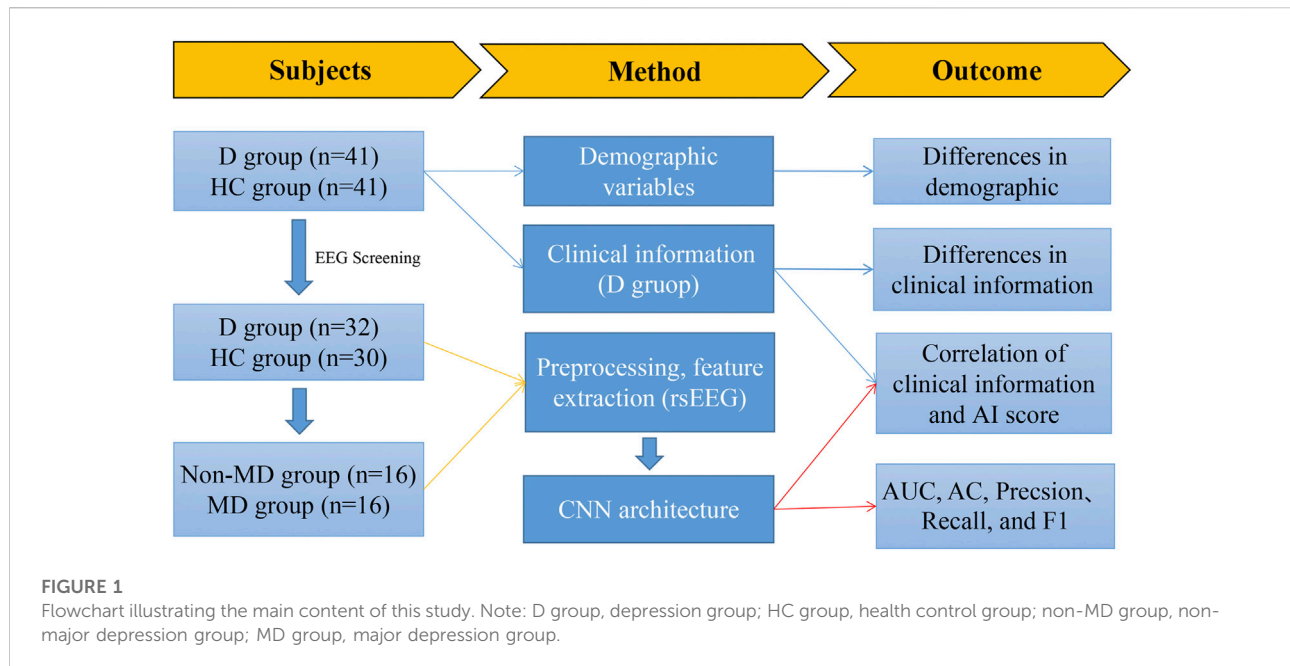 Subjects
Method
Outcome
D group (n=41)
HC group (n=41)
EEG Screening
D group (n=32)
HC group (n=30)
Non-MD group (n=16)
MD group (n=16)
Demographic
variables
Clinical information
(D gruop)
Preprocessing, feature
extraction (rsEEG)
CNN architecture
Differences in
demographic
Differences in
clinical information
Correlation of
clinical information
and AI score
AUC, AC, Precsion、
Recall, and F1
FIGURE 1
Flowchart illustrating the main content of this study. Note: D group, depression group; HC group, health control group; non-MD group, non-
major depression group; MD group, major depression group.